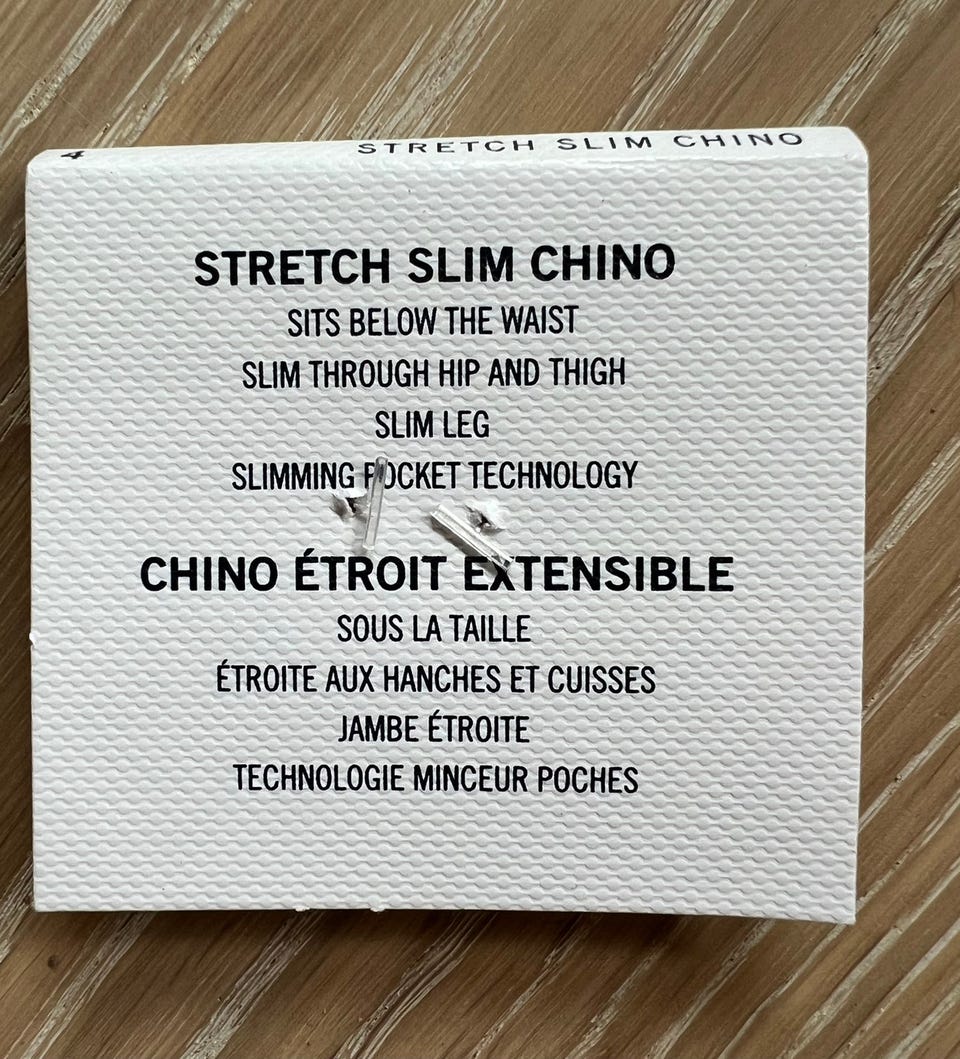 4 STRETCH SLIM CHINO
STRETCH SLIM CHINO
SITS BELOW THE WAIST
SLIM THROUGH HIP AND THIGH
SLIM LEG
SLIMMING POCKET TECHNOLOGY
CHINO ÉTROIT EXTENSIBLE
SOUS LA TAILLE
ÉTROITE AUX HANCHES ET CUISSES
JAMBE ÉTROITE
TECHNOLOGIE MINCEUR POCHES